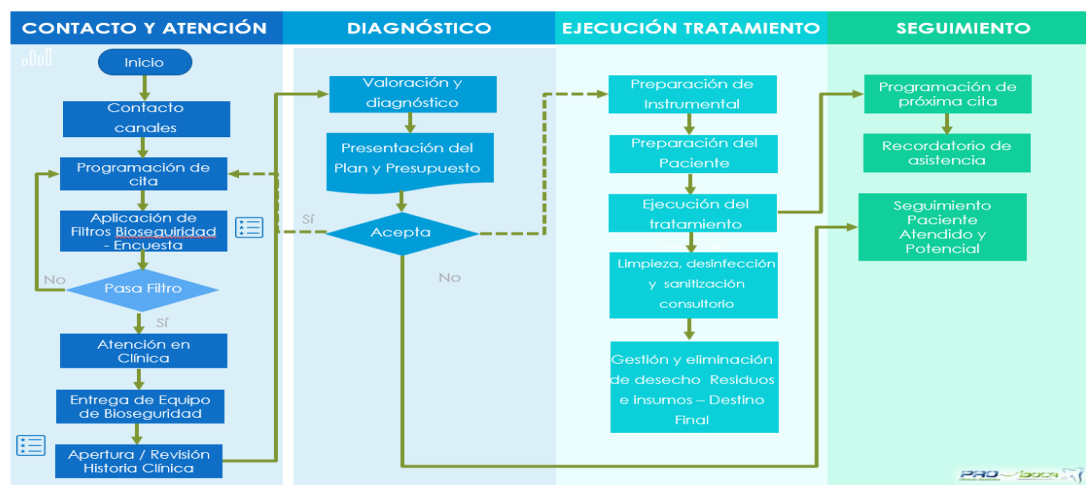 CONTACTO Y ATENCIÓN
Inicio
Contacto
canales
Programación de
cita
Aplicación de
Filtros Bioseguiridad
- Encuesta
No
Pasa Filtro
Sí
Atención en
Clínica
Entrega de Equipo
de Bioseguridad
Apertura / Revisión
Historia Clínica
DIAGNÓSTICO
Valoración y
diagnóstico
Presentación del
Plan y Presupuesto
Sí
Acepta
No
EJECUCIÓN TRATAMIENTO
Preparación de
Instrumental
Preparación del
Paciente
Ejecución del
tratamiento
Limpieza, desinfección
y sanitización
consultorio
Gestión y eliminación
de desecho Residuos
e insumos – Destino
Final
SEGUIMIENTO
Programación de
próxima cita
Recordatorio de
asistencia
Seguimiento
Paciente
Atendido y
Potencial